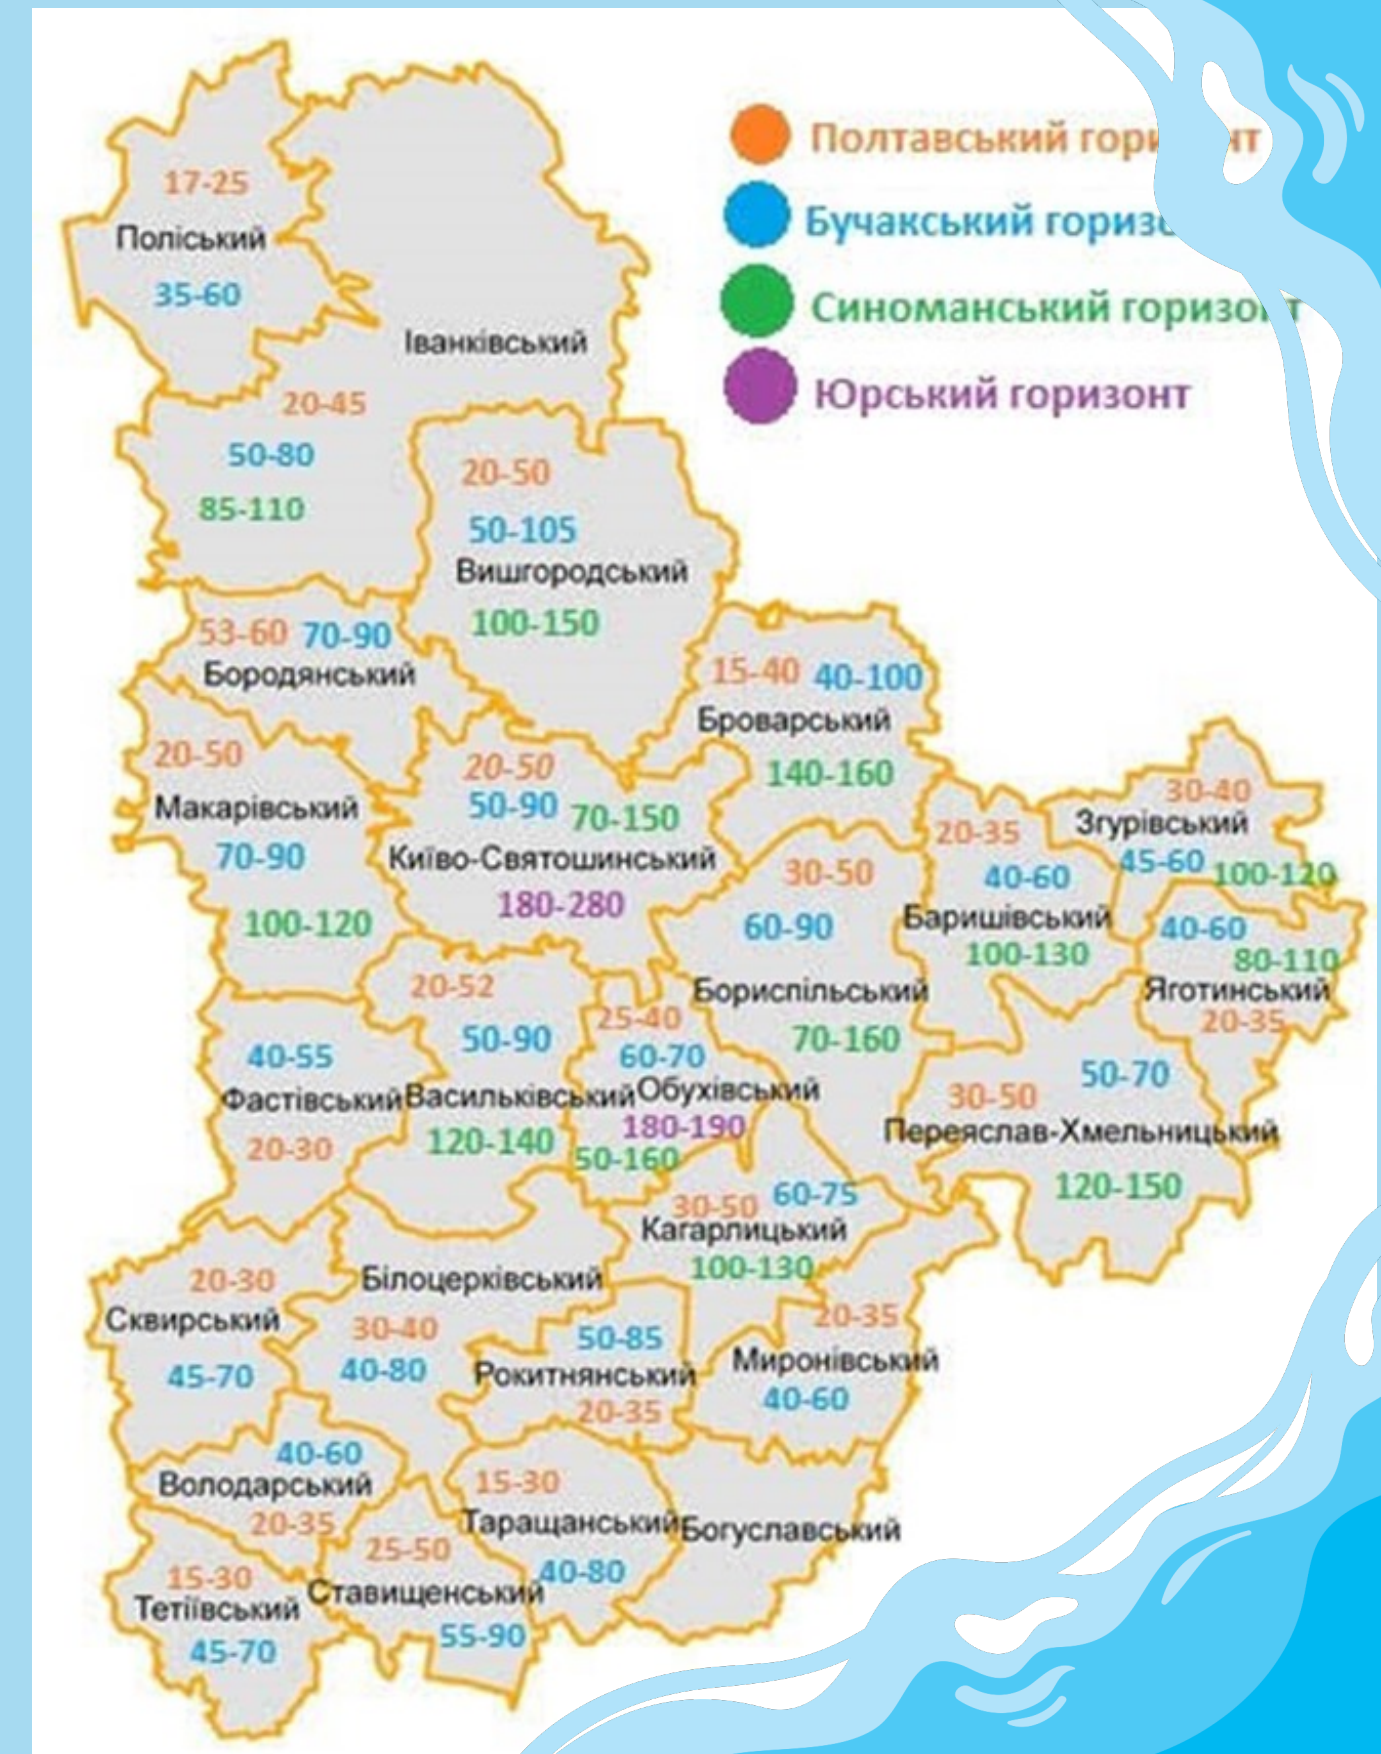 Полтавський гори нт
Бучакський горизо
Синоманський горизонт
Юрський горизонт
17-25
Поліський
35-60
Іванківський
20-45
50-80
85-110
20-50
50-105
Вишгородський
100-150
53-60 70-90
Бородянський
15-40 40-100
Броварський
140-160
20-50
Макарівський
70-90
100-120
20-50
50-90 70-150
Київо-Святошинський
180-280
30-40
Згурівський
45-60 100-120
20-35
40-60
Баришівський
100-130
40-60
80-110
Яготинський
20-35
30-50
60-90
Бориспільський
70-160
20-52
50-90
Васильківський
120-140
25-40
60-70
Обухівський
180-190
50-160
40-55
Фастівський
20-30
50-70
30-50
Переяслав-Хмельницький
120-150
30-50 60-75
Кагарлицький
100-130
20-30
Сквирський
45-70
Білоцерківський
30-40
40-80
50-85
Рокитнянський
20-35
20-35
Миронівський
40-60
40-60
Володарський
20-35
15-30
Таращанський
40-80
Богуславський
25-50
Ставищенський
55-90
15-30
Тетіївський
45-70